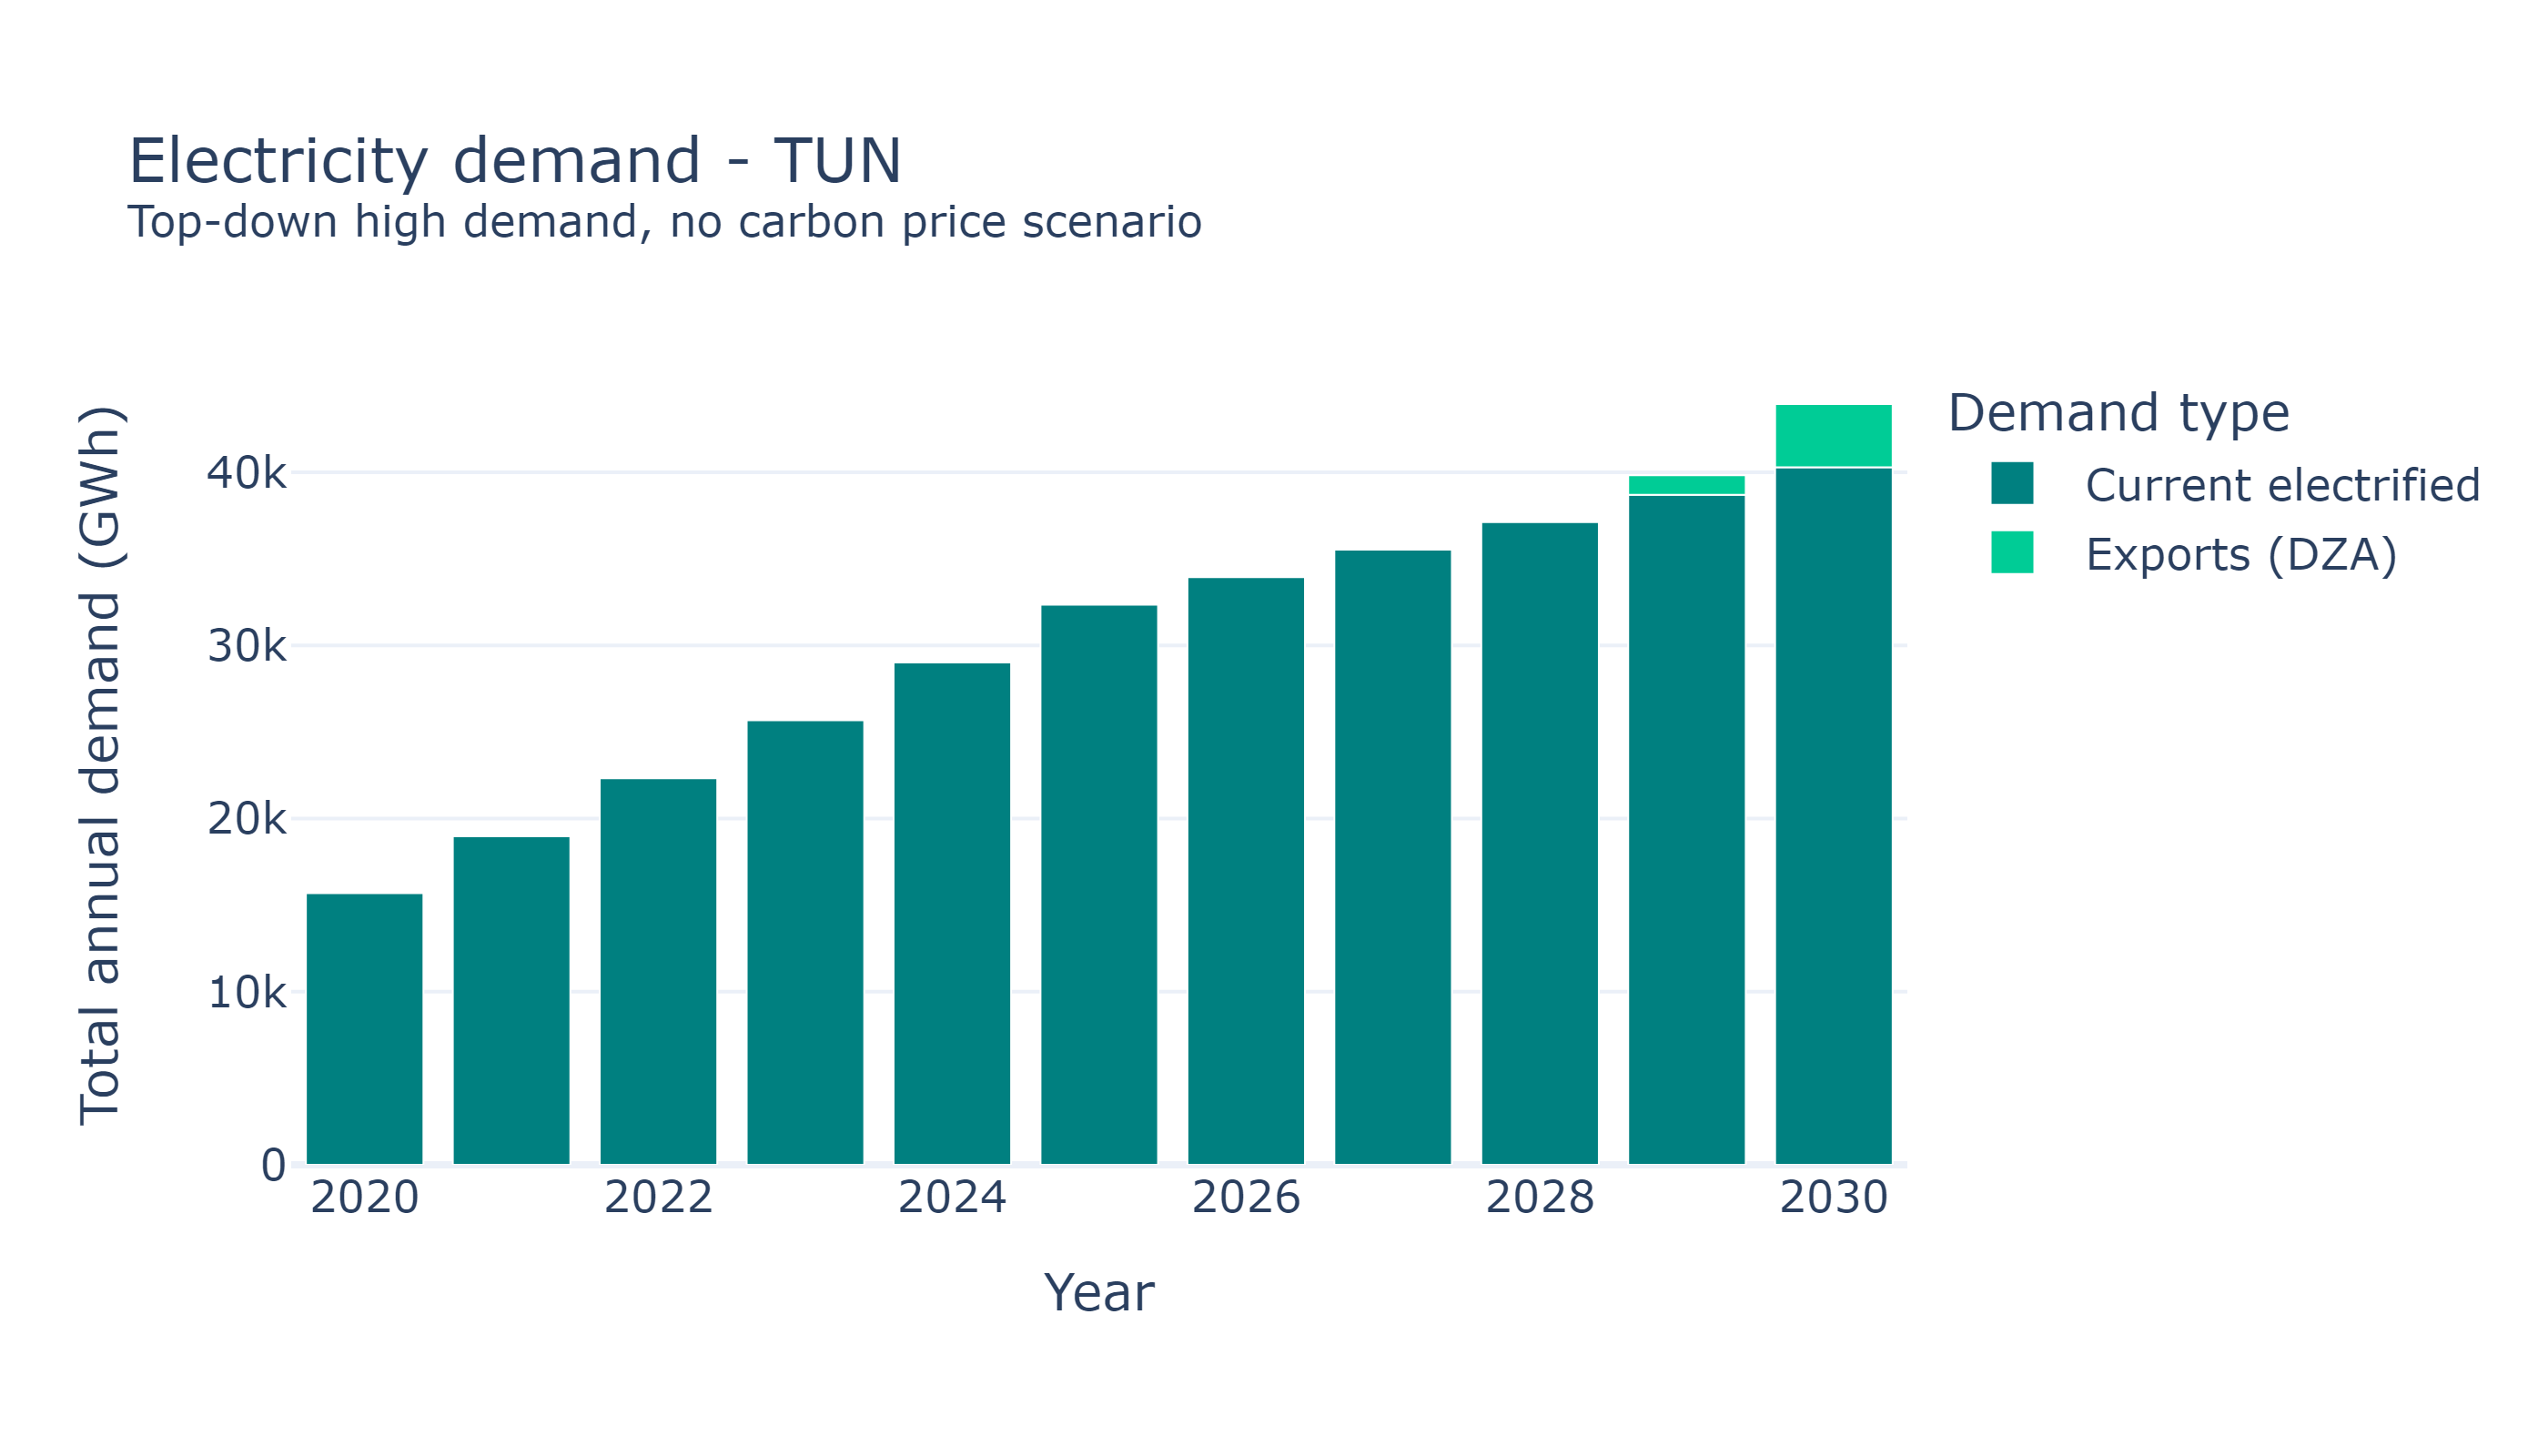 Electricity demand - TUN
Top-down high demand, no carbon price scenario
Total annual demand (GWh)
40k
30k
20k
10k
0
2020
2022
2024
2026
2028
2030
Year
Demand type
Current electrified
Exports (DZA)